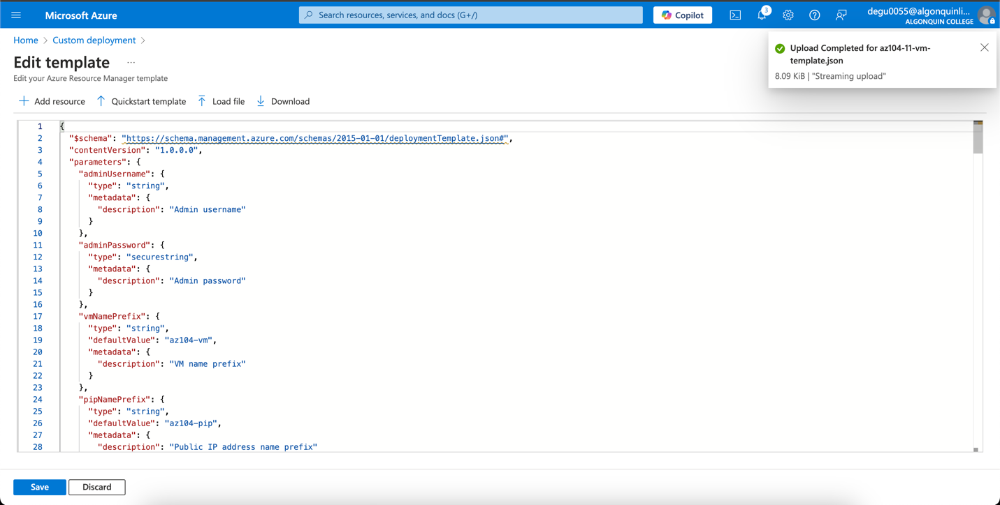 Microsoft Azure
Search resources, services, and docs (G+/)
Copilot
3
degu0055@algonquinli...
ALGONQUIN COLLEGE
Home > Custom deployment >
Edit template ...
Edit your Azure Resource Manager template
Upload Completed for az104-11-vm-
template.json
8.09 KiB | "Streaming upload"
Add resource
Quickstart template
Load file
Download
1 {
2 "$schema": "https://schema.management.azure.com/schemas/2015-01-01/deploymentTemplate.json#",
3 "contentVersion": "1.0.0.0",
4 "parameters": {
5 "adminUsername": {
6 "type": "string",
7 "metadata": {
8 "description": "Admin username"
9 }
10 },
11 "adminPassword": {
12 "type": "securestring",
13 "metadata": {
14 "description": "Admin password"
15 }
16 },
17 "vmNamePrefix": {
18 "type": "string",
19 "defaultValue": "az104-vm",
20 "metadata": {
21 "description": "VM name prefix"
22 }
23 },
24 "pipNamePrefix": {
25 "type": "string",
26 "defaultValue": "az104-pip",
27 "metadata": {
28 "description": "Public IP address name prefix"
Save
Discard